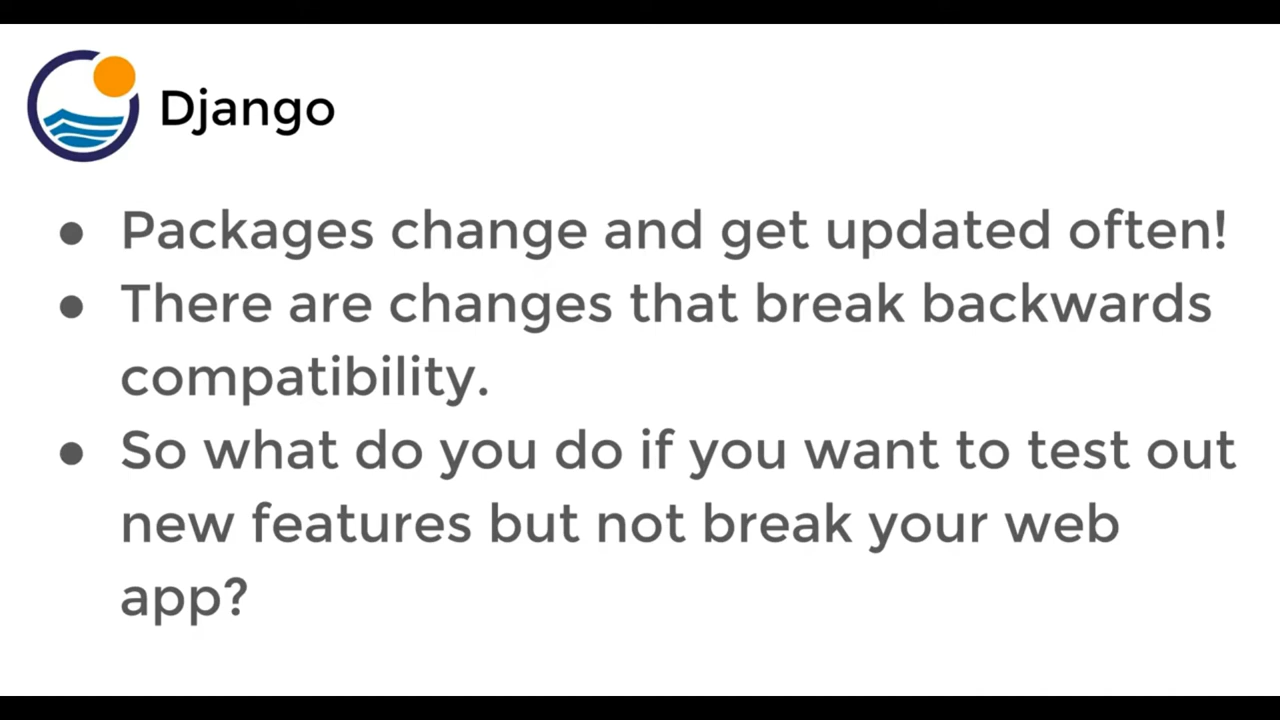 Django
● Packages change and get updated often!
● There are changes that break backwards
compatibility.
● So what do you do if you want to test out
new features but not break your web
app?